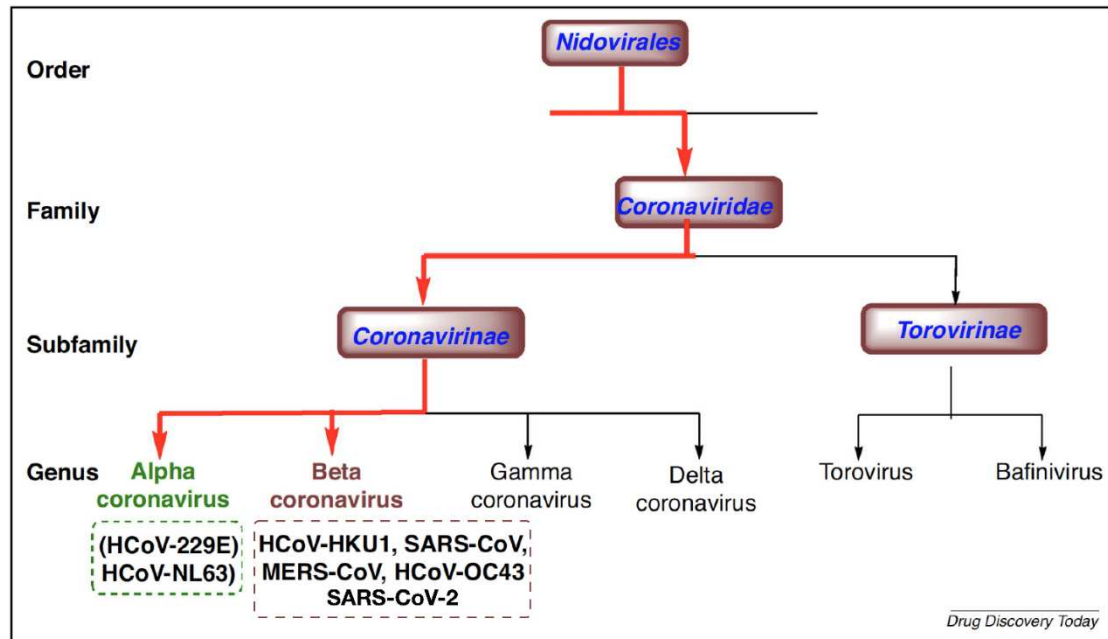 Nidovirales
Order
Family
Coronaviridae
Subfamily
Coronavirinae
Torovirinae
Genus
Alpha
coronavirus
Beta
coronavirus
Gamma
coronavirus
Delta
coronavirus
Torovirus
Bafinivirus
(HCoV-229E)
HCoV-NL63)
HCoV-HKU1, SARS-CoV,
MERS-CoV, HCoV-OC43
SARS-CoV-2
Drug Discovery Today